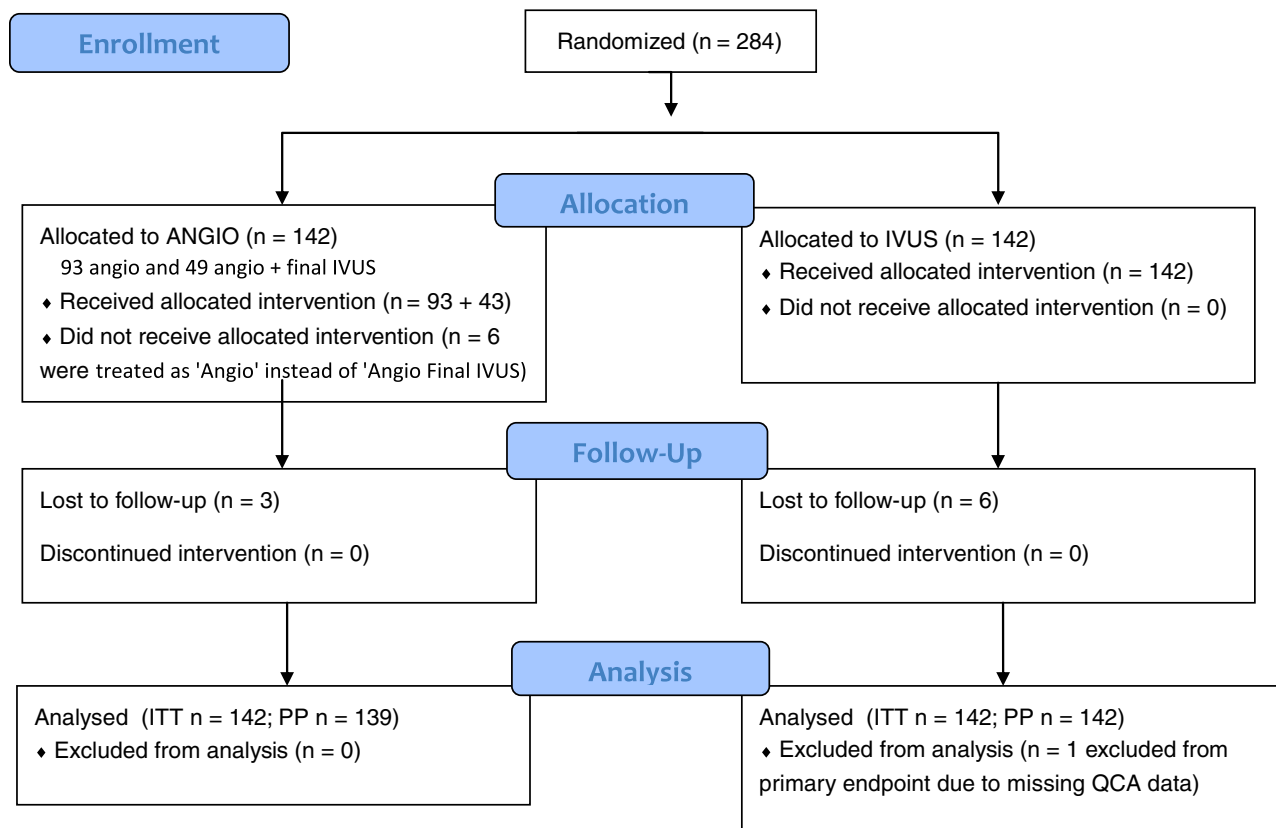 Enrollment
Randomized (n = 284)
Allocation
Allocated to ANGIO (n = 142)
93 angio and 49 angio + final IVUS
♦ Received allocated intervention (n = 93 + 43)
♦ Did not receive allocated intervention (n = 6
were treated as 'Angio' instead of 'Angio Final IVUS)
Allocated to IVUS (n = 142)
♦ Received allocated intervention (n = 142)
♦ Did not receive allocated intervention (n = 0)
Follow-Up
Lost to follow-up (n = 3)
Discontinued intervention (n = 0)
Lost to follow-up (n = 6)
Discontinued intervention (n = 0)
Analysis
Analysed (ITT n = 142; PP n = 139)
♦ Excluded from analysis (n = 0)
Analysed (ITT n = 142; PP n = 142)
♦ Excluded from analysis (n = 1 excluded from
primary endpoint due to missing QCA data)